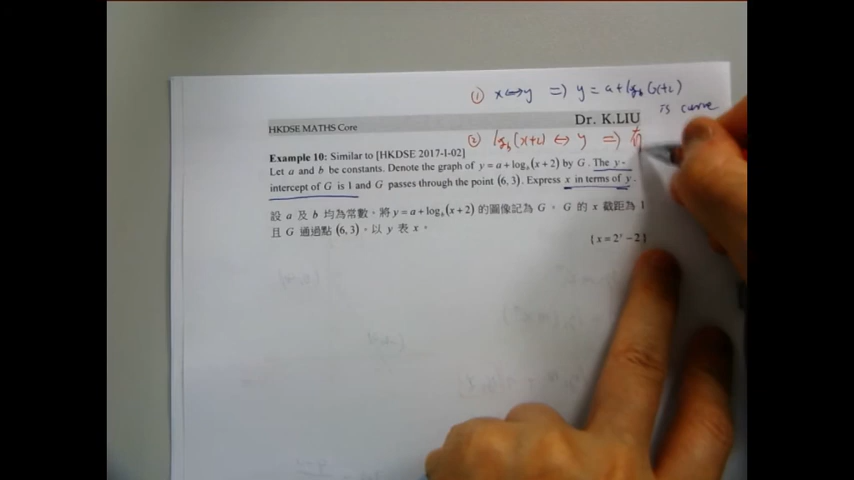 ① x ⇔ y ⇒ y = a + log_b(x+2)
is curve
HKDSE MATHS Core
Dr. K.LIU
② log_b(x+2) ⇔ y ⇒
Example 10: Similar to [HKDSE 2017-I-02]
Let a and b be constants. Denote the graph of y = a + log_b(x + 2) by G. The y-
intercept of G is 1 and G passes through the point (6, 3). Express x in terms of y.
設 a 及 b 均為常數。將 y = a + log_b(x + 2) 的圖像記為 G。G 的 x 截距為 1
且 G 通過點 (6, 3)。以 y 表 x。
{x = 2^y − 2}